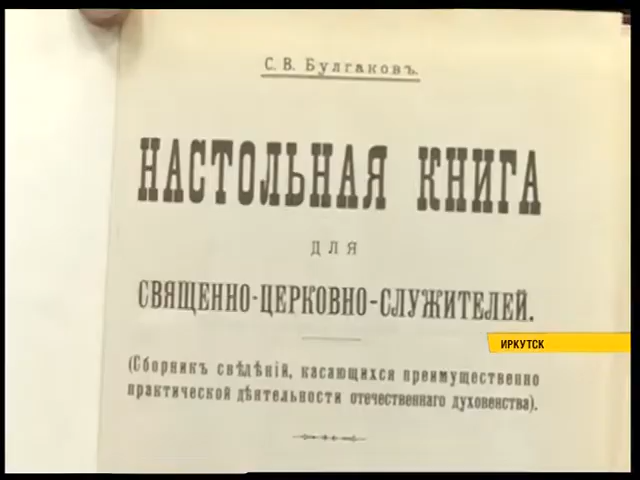 С. В. Булгаковъ.
НАСТОЛЬНАЯ КНИГА
ДЛЯ
СВЯЩЕННО-ЦЕРКОВНО-СЛУЖИТЕЛЕЙ.
ИРКУТСК
(Сборникъ свѣдѣній, касающихся преимущественно
практической дѣятельности отечественнаго духовенства).